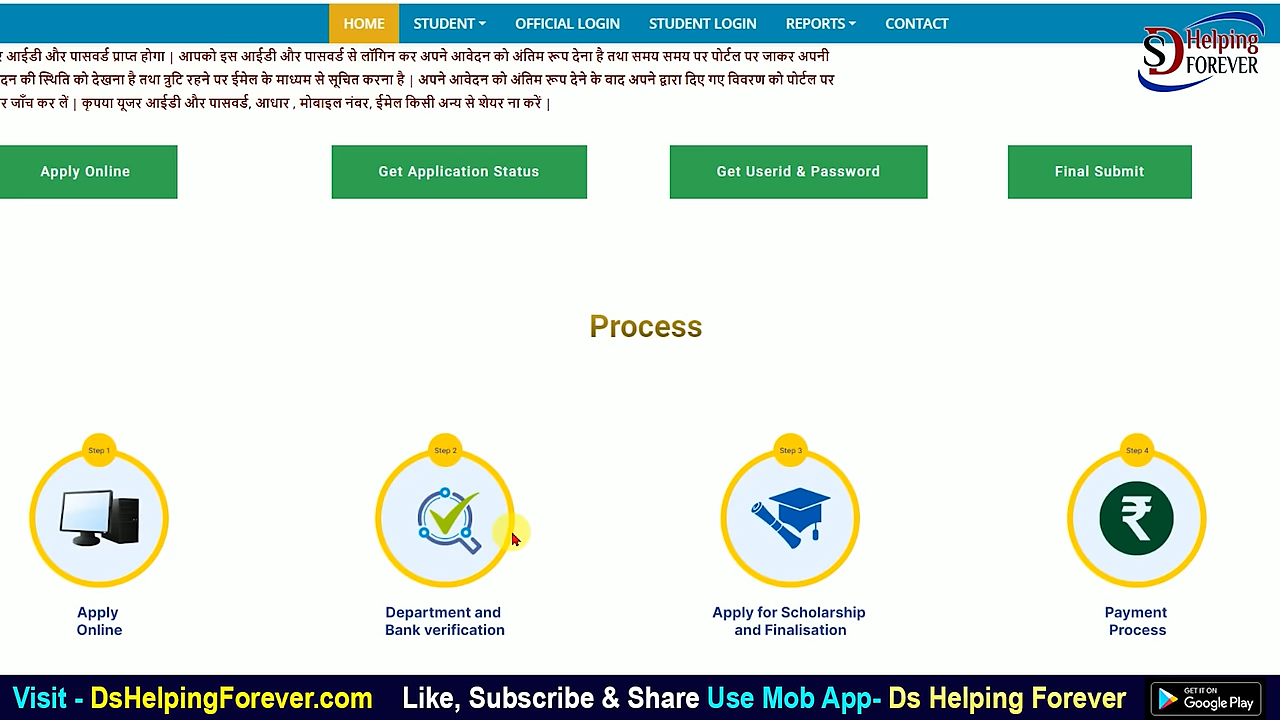 HOME STUDENT OFFICIAL LOGIN STUDENT LOGIN REPORTS CONTACT
SD Helping FOREVER
आईडी और पासवर्ड प्राप्त होगा | आपको इस आईडी और पासवर्ड से लॉगिन कर अपने आवेदन को अंतिम रूप देना है तथा समय समय पर पोर्टल पर जाकर अपनी
की स्थिति को देखना है तथा त्रुटि रहने पर ईमेल के माध्यम से सूचित करना है | अपने आवेदन को अंतिम रूप देने के बाद अपने द्वारा दिए गए विवरण को पोर्टल पर
जाँच कर लें | कृपया यूजर आईडी और पासवर्ड, आधार , मोबाइल नंबर, ईमेल किसी अन्य से शेयर ना करें |
Apply Online Get Application Status Get Userid & Password Final Submit
Process
Step 1 Step 2 Step 3 Step 4
Apply Online
Department and Bank verification
Apply for Scholarship and Finalisation
Payment Process
Visit - DsHelpingForever.com Like, Subscribe & Share Use Mob App- Ds Helping Forever GET IT ON Google Play